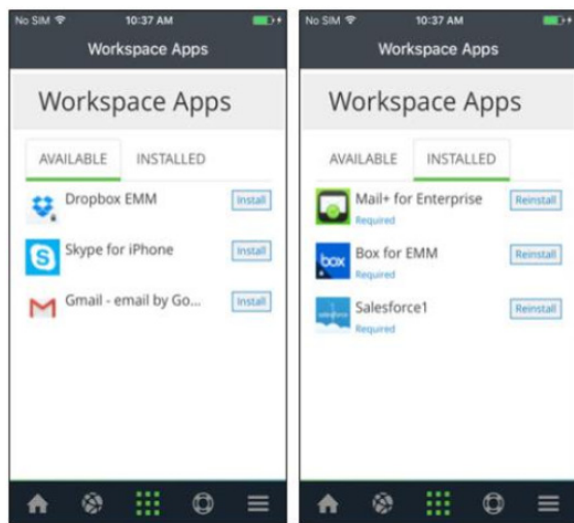 No SIM 10:37 AM
Workspace Apps
Workspace Apps
AVAILABLE INSTALLED
Dropbox EMM Install
Skype for iPhone Install
Gmail - email by Go... Install
No SIM 10:37 AM
Workspace Apps
Workspace Apps
AVAILABLE INSTALLED
Mail+ for Enterprise Reinstall
Required
box
Box for EMM Reinstall
Required
salesforce
Salesforce1 Reinstall
Required